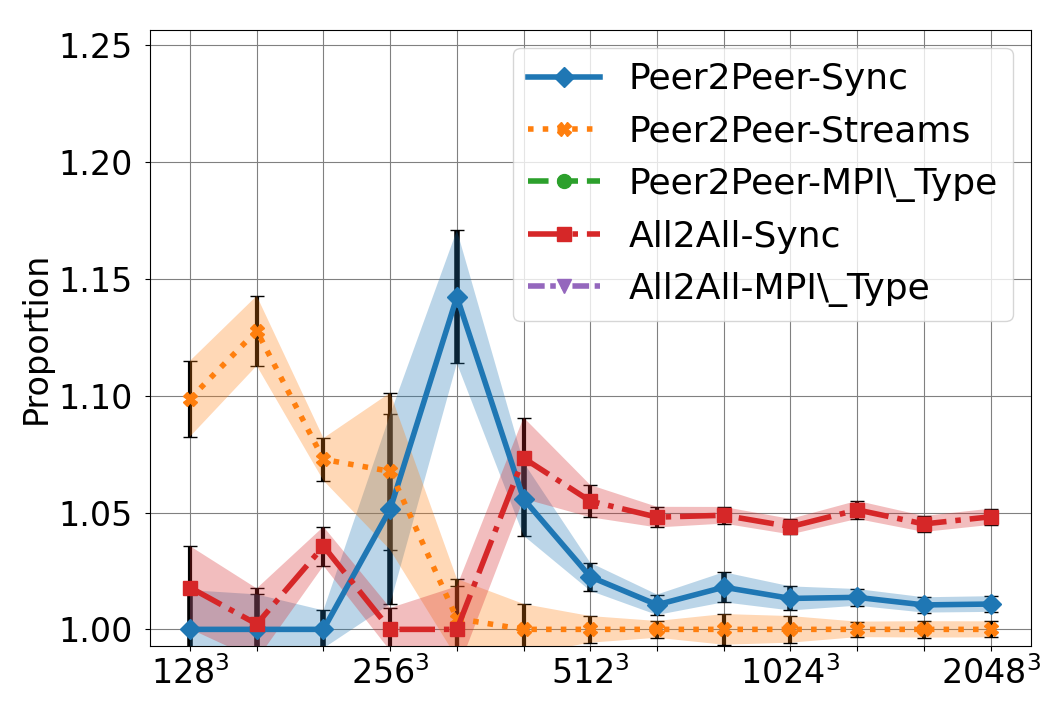 1.25
1.20
1.15
1.10
1.05
1.00
Proportion
Peer2Peer-Sync
Peer2Peer-Streams
Peer2Peer-MPI\_Type
All2All-Sync
All2All-MPI\_Type
128³ 256³ 512³ 1024³ 2048³